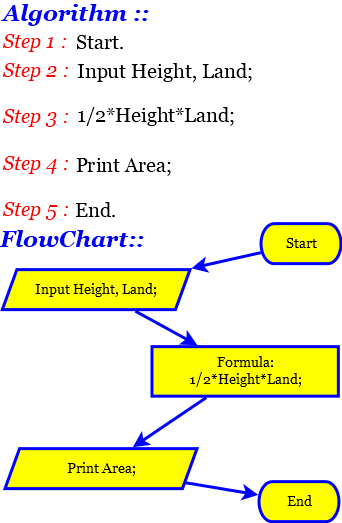 Algorithm ::
Step 1 : Start.
Step 2 : Input Height, Land;
Step 3 : 1/2*Height*Land;
Step 4 : Print Area;
Step 5 : End.
FlowChart::
Start
Input Height, Land;
Formula:
1/2*Height*Land;
Print Area;
End